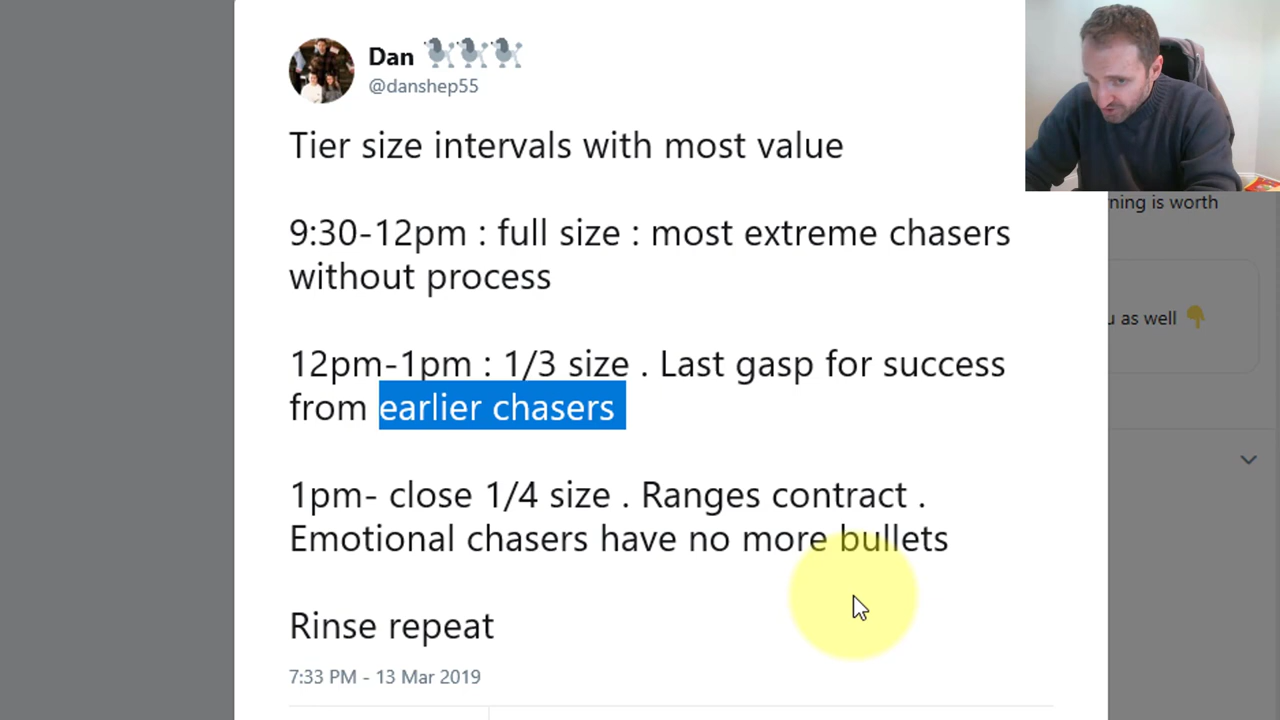 Dan
@danshep55
Tier size intervals with most value
9:30-12pm : full size : most extreme chasers
without process
12pm-1pm : 1/3 size . Last gasp for success
from earlier chasers
1pm- close 1/4 size . Ranges contract .
Emotional chasers have no more bullets
Rinse repeat
7:33 PM - 13 Mar 2019
rning is worth
u as well